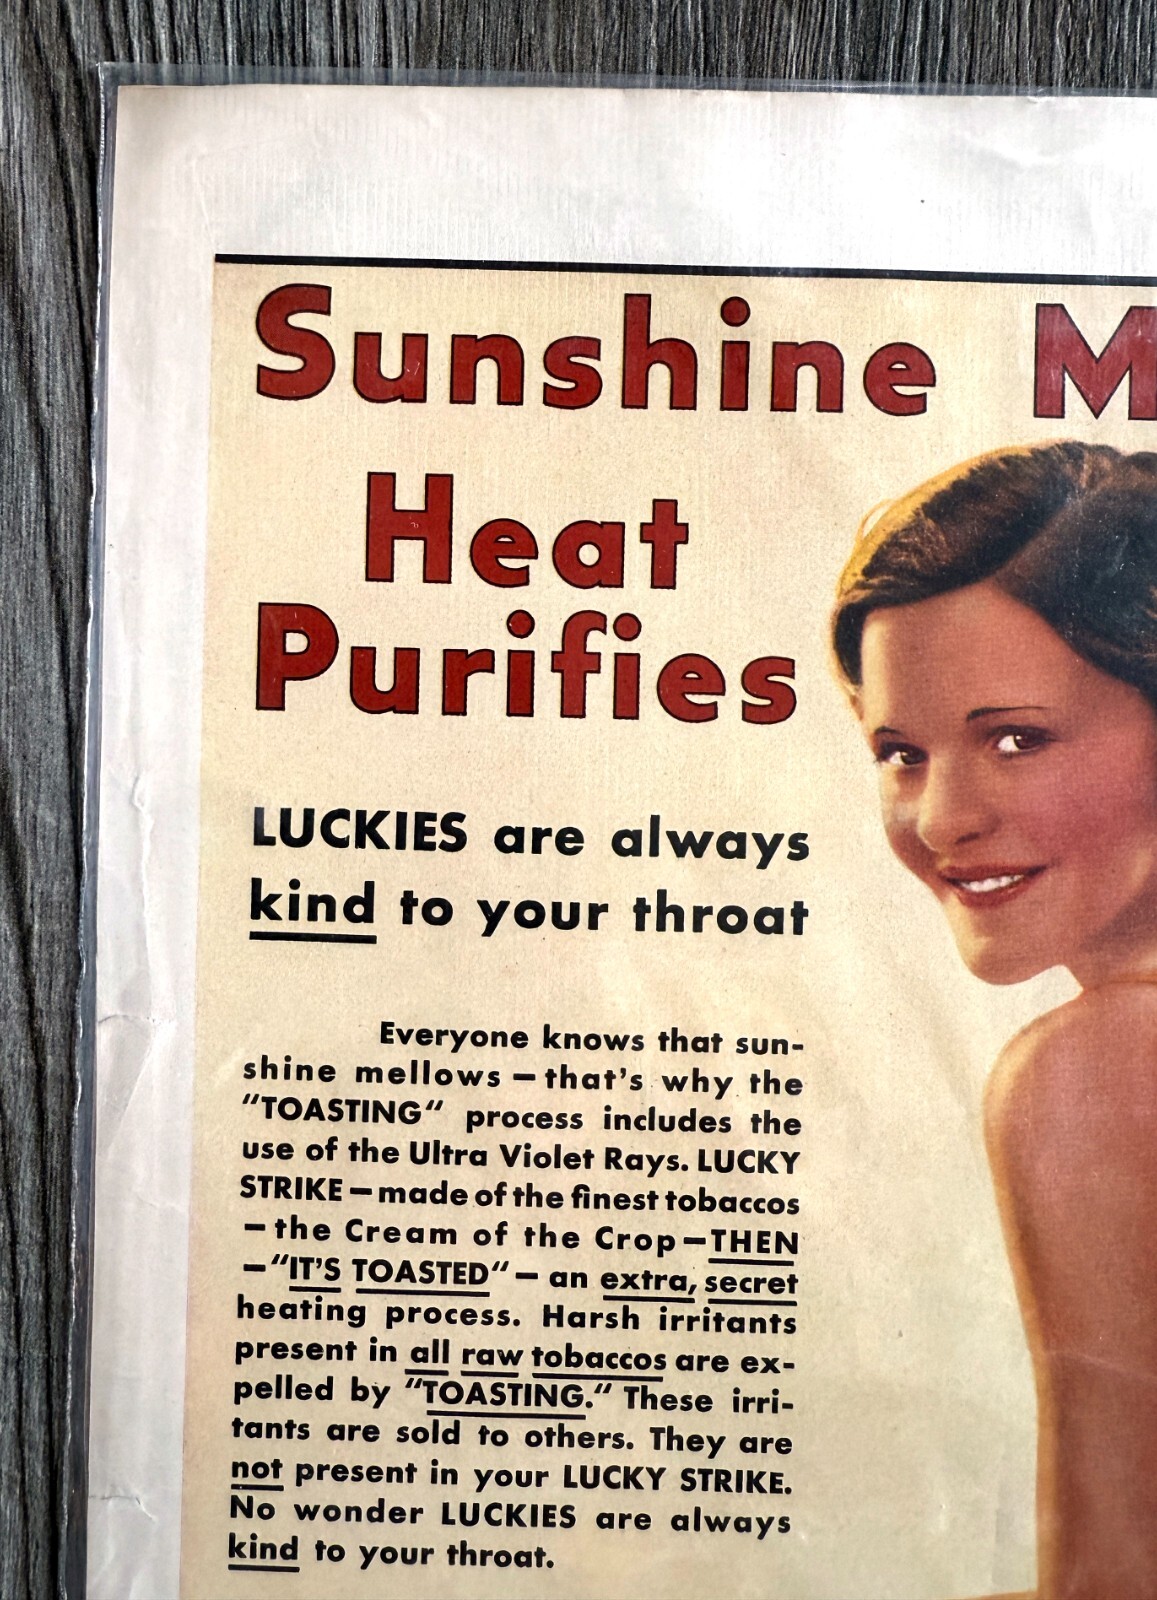 Sunshine M
Heat
Purifies
LUCKIES are always
kind to your throat
Everyone knows that sun-
shine mellows—that's why the
"TOASTING" process includes the
use of the Ultra Violet Rays. LUCKY
STRIKE—made of the finest tobaccos
—the Cream of the Crop—THEN
—"IT'S TOASTED"—an extra, secret
heating process. Harsh irritants
present in all raw tobaccos are ex-
pelled by "TOASTING." These irri-
tants are sold to others. They are
not present in your LUCKY STRIKE.
No wonder LUCKIES are always
kind to your throat.